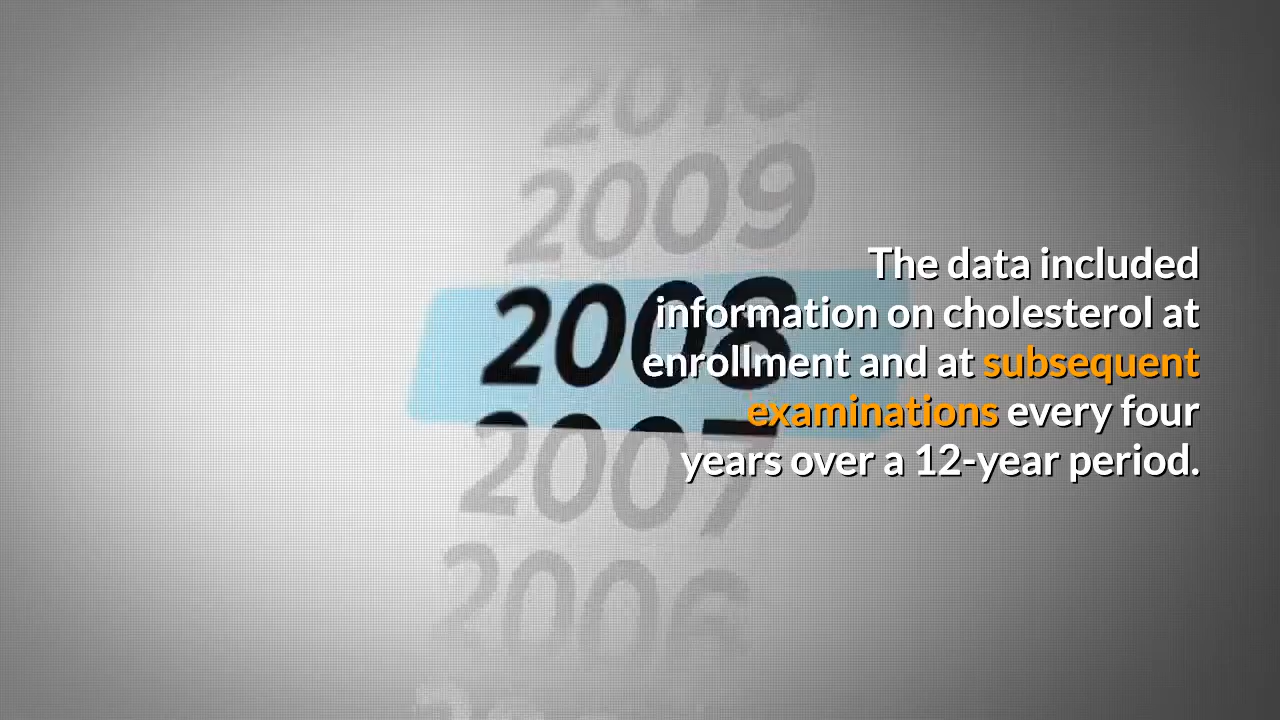 2010
2009
2008
2007
2006
The data included
information on cholesterol at
enrollment and at subsequent
examinations every four
years over a 12-year period.